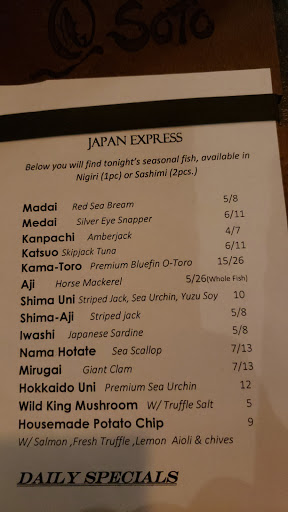 SOTO
JAPAN EXPRESS
Below you will find tonight's seasonal fish, available in
Nigiri (1pc) or Sashimi (2pcs.)
Madai Red Sea Bream 5/8
Medai Silver Eye Snapper 6/11
Kanpachi Amberjack 4/7
Katsuo Skipjack Tuna 6/11
Kama-Toro Premium Bluefin O-Toro 15/26
Aji Horse Mackerel 5/26(Whole Fish)
Shima Uni Striped Jack, Sea Urchin, Yuzu Soy 10
Shima-Aji Striped jack 5/8
Iwashi Japanese Sardine 5/8
Nama Hotate Sea Scallop 7/13
Mirugai Giant Clam 7/13
Hokkaido Uni Premium Sea Urchin 12
Wild King Mushroom W/ Truffle Salt 5
Housemade Potato Chip 9
W/ Salmon ,Fresh Truffle ,Lemon Aioli & chives
DAILY SPECIALS